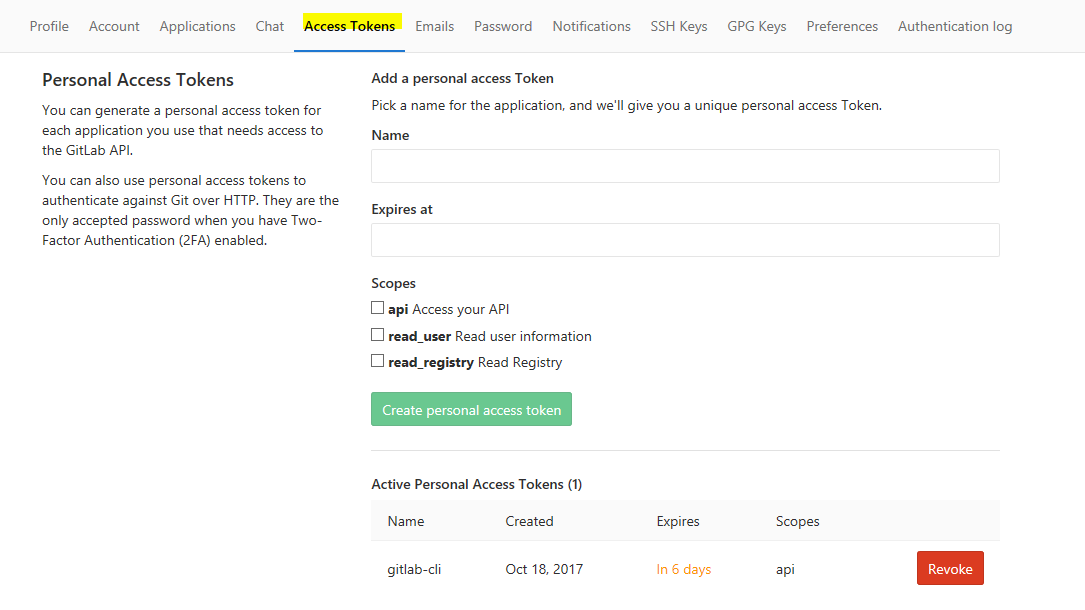 Profile Account Applications Chat Access Tokens Emails Password Notifications SSH Keys GPG Keys Preferences Authentication log
Personal Access Tokens
You can generate a personal access token for
each application you use that needs access to
the GitLab API.
You can also use personal access tokens to
authenticate against Git over HTTP. They are the
only accepted password when you have Two-
Factor Authentication (2FA) enabled.
Add a personal access Token
Pick a name for the application, and we'll give you a unique personal access Token.
Name
Expires at
Scopes
api Access your API
read_user Read user information
read_registry Read Registry
Create personal access token
Active Personal Access Tokens (1)
Name Created Expires Scopes
gitlab-cli Oct 18, 2017 In 6 days api Revoke